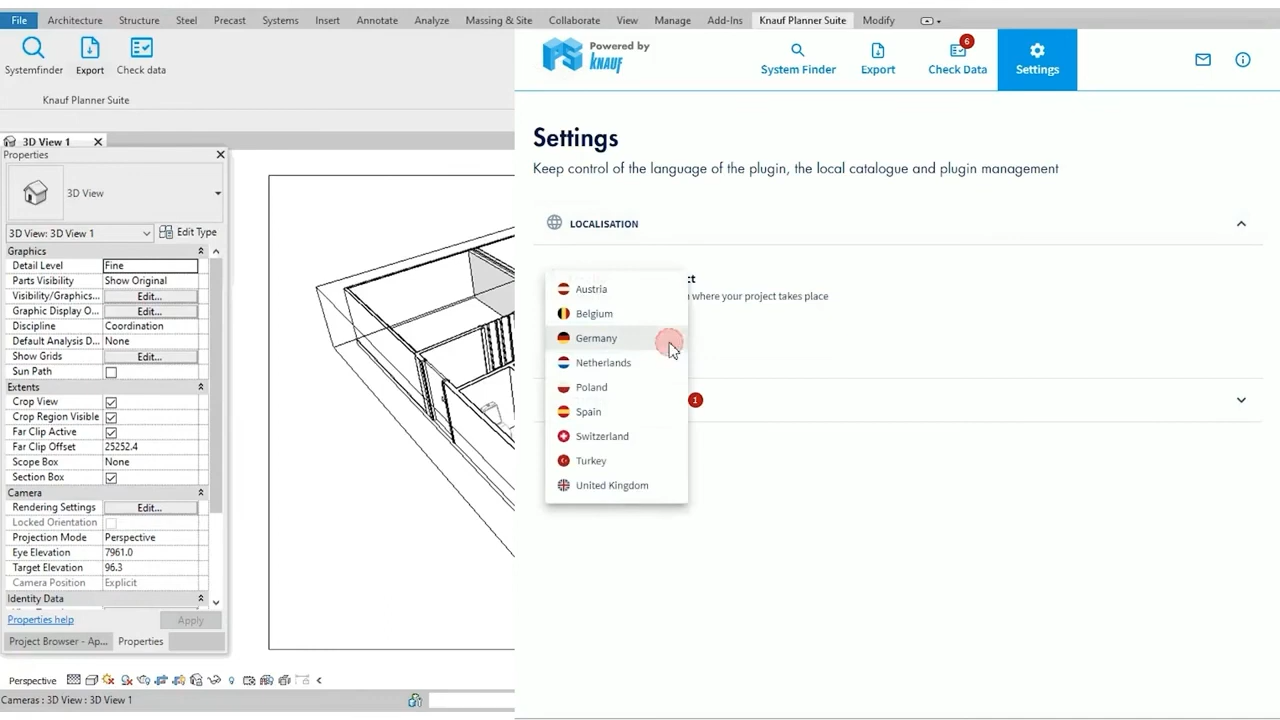 File Architecture Structure Steel Precast Systems Insert Annotate Analyze Massing & Site Collaborate View Manage Add-Ins Knauf Planner Suite Modify
Systemfinder Export Check data
Knauf Planner Suite
3D View 1
Properties
3D View
3D View: 3D View 1 Edit Type
Graphics
Detail Level Fine
Parts Visibility Show Original
Visibility/Graphics... Edit...
Graphic Display O... Edit...
Discipline Coordination
Default Analysis D... None
Show Grids Edit...
Sun Path
Extents
Crop View
Crop Region Visible
Far Clip Active
Far Clip Offset 25252.4
Scope Box None
Section Box
Camera
Rendering Settings Edit...
Locked Orientation
Projection Mode Perspective
Eye Elevation 7961.0
Target Elevation 96.3
Camera Position Explicit
Identity Data
Properties help Apply
Project Browser - Ap... Properties
Perspective
Cameras : 3D View : 3D View 1
PS Powered by
KNAUF
System Finder Export Check Data 6 Settings
Settings
Keep control of the language of the plugin, the local catalogue and plugin management
LOCALISATION
ct
where your project takes place
Austria
Belgium
Germany
Netherlands
Poland
1
Spain
Switzerland
Turkey
United Kingdom